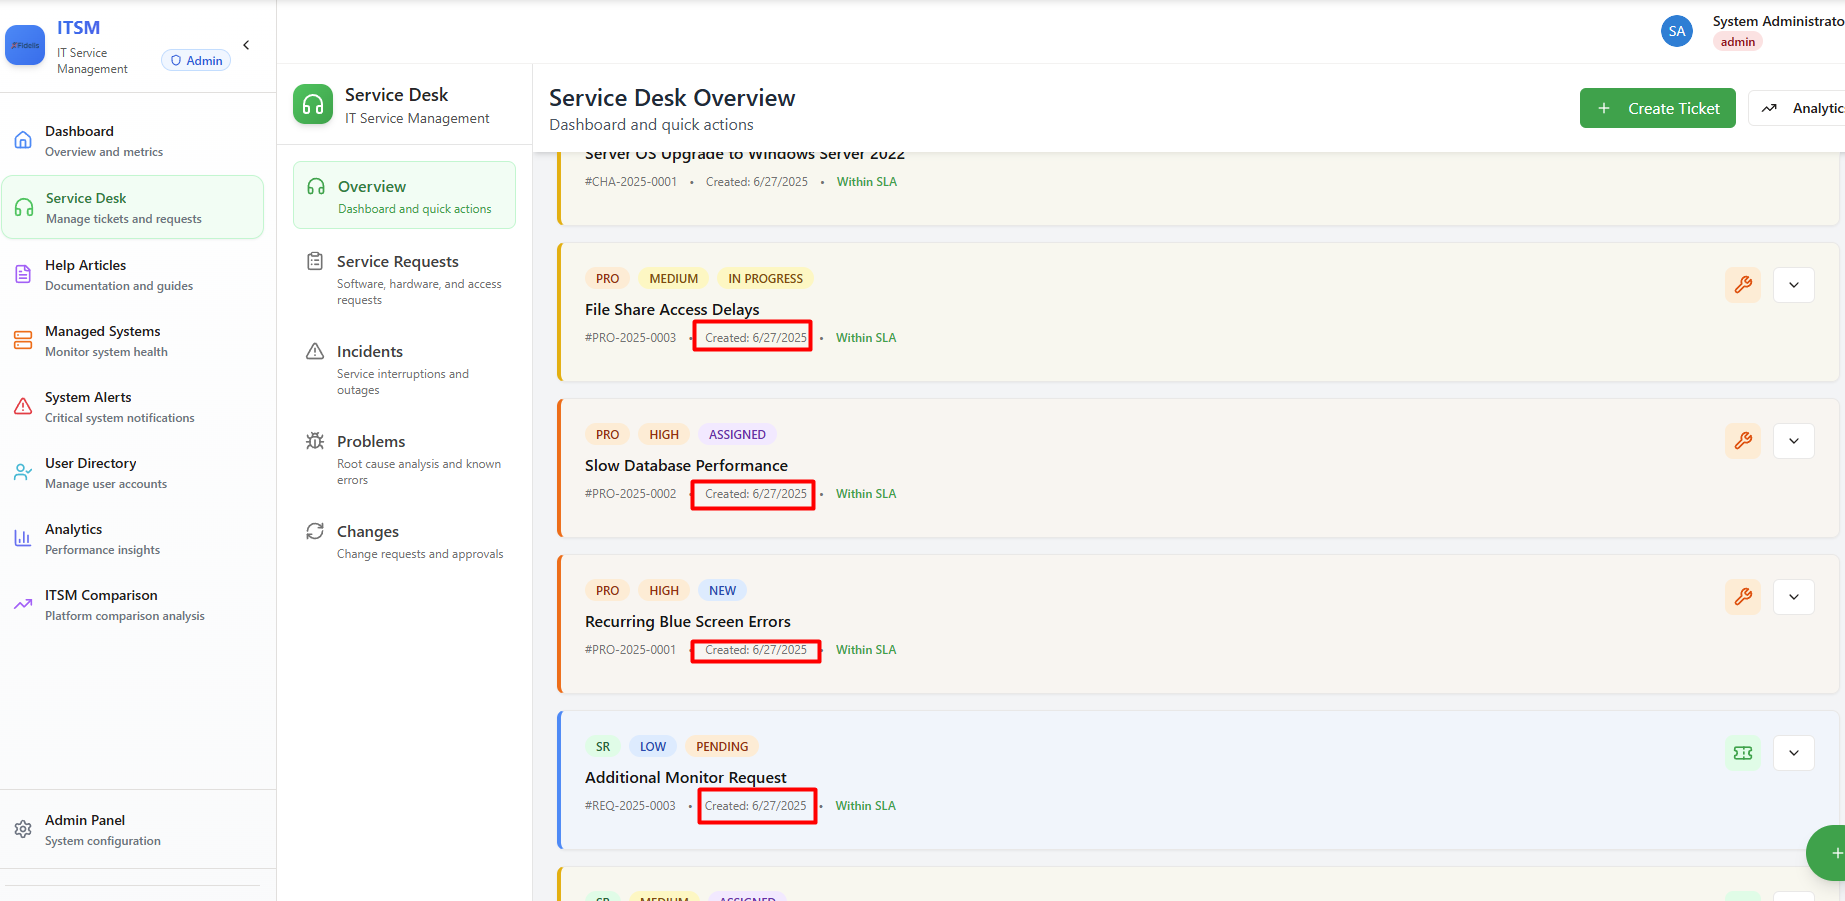 Fidelis
ITSM
IT Service
Management
Admin
Dashboard
Overview and metrics
Service Desk
Manage tickets and requests
Help Articles
Documentation and guides
Managed Systems
Monitor system health
System Alerts
Critical system notifications
User Directory
Manage user accounts
Analytics
Performance insights
ITSM Comparison
Platform comparison analysis
Admin Panel
System configuration
Service Desk
IT Service Management
Overview
Dashboard and quick actions
Service Requests
Software, hardware, and access
requests
Incidents
Service interruptions and
outages
Problems
Root cause analysis and known
errors
Changes
Change requests and approvals
SA
System Administrato
admin
Service Desk Overview
Dashboard and quick actions
+ Create Ticket
Analytic
Server OS Upgrade to Windows Server 2022
#CHA-2025-0001 • Created: 6/27/2025 • Within SLA
PRO MEDIUM IN PROGRESS
File Share Access Delays
#PRO-2025-0003 • Created: 6/27/2025 • Within SLA
PRO HIGH ASSIGNED
Slow Database Performance
#PRO-2025-0002 • Created: 6/27/2025 • Within SLA
PRO HIGH NEW
Recurring Blue Screen Errors
#PRO-2025-0001 • Created: 6/27/2025 • Within SLA
SR LOW PENDING
Additional Monitor Request
#REQ-2025-0003 • Created: 6/27/2025 • Within SLA
+
SR MEDIUM ASSIGNED